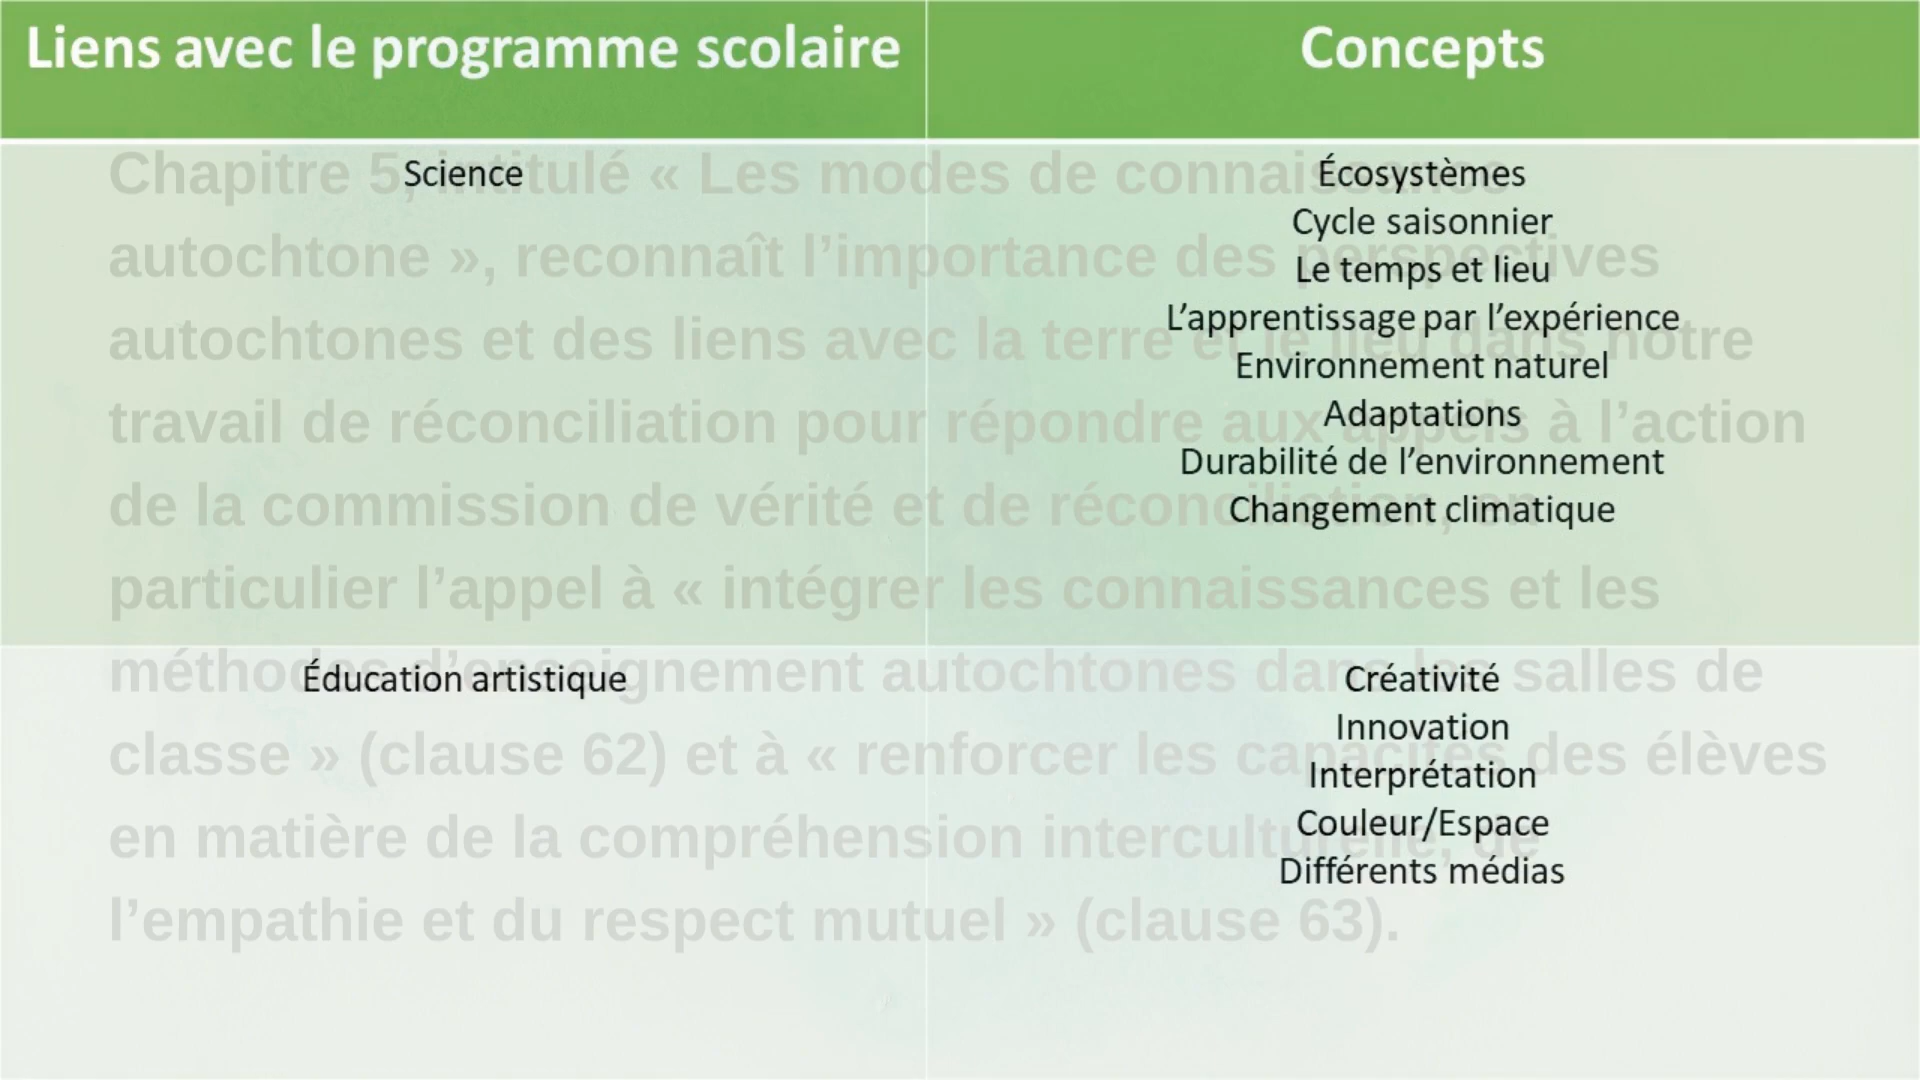 Liens avec le programme scolaire
Concepts
Science
Écosystèmes
Cycle saisonnier
Le temps et lieu
L’apprentissage par l’expérience
Environnement naturel
Adaptations
Durabilité de l’environnement
Changement climatique
Éducation artistique
Créativité
Innovation
Interprétation
Couleur/Espace
Différents médias
Chapitre 5, intitulé « Les modes de connaissance
autochtone », reconnaît l’importance des perspectives
autochtones et des liens avec la terre et le lieu dans notre
travail de réconciliation pour répondre aux appels à l’action
de la commission de vérité et de réconciliation, en
particulier l’appel à « intégrer les connaissances et les
méthodes d’enseignement autochtones dans les salles de
classe » (clause 62) et à « renforcer les capacités des élèves
en matière de la compréhension interculturelle, de
l’empathie et du respect mutuel » (clause 63).